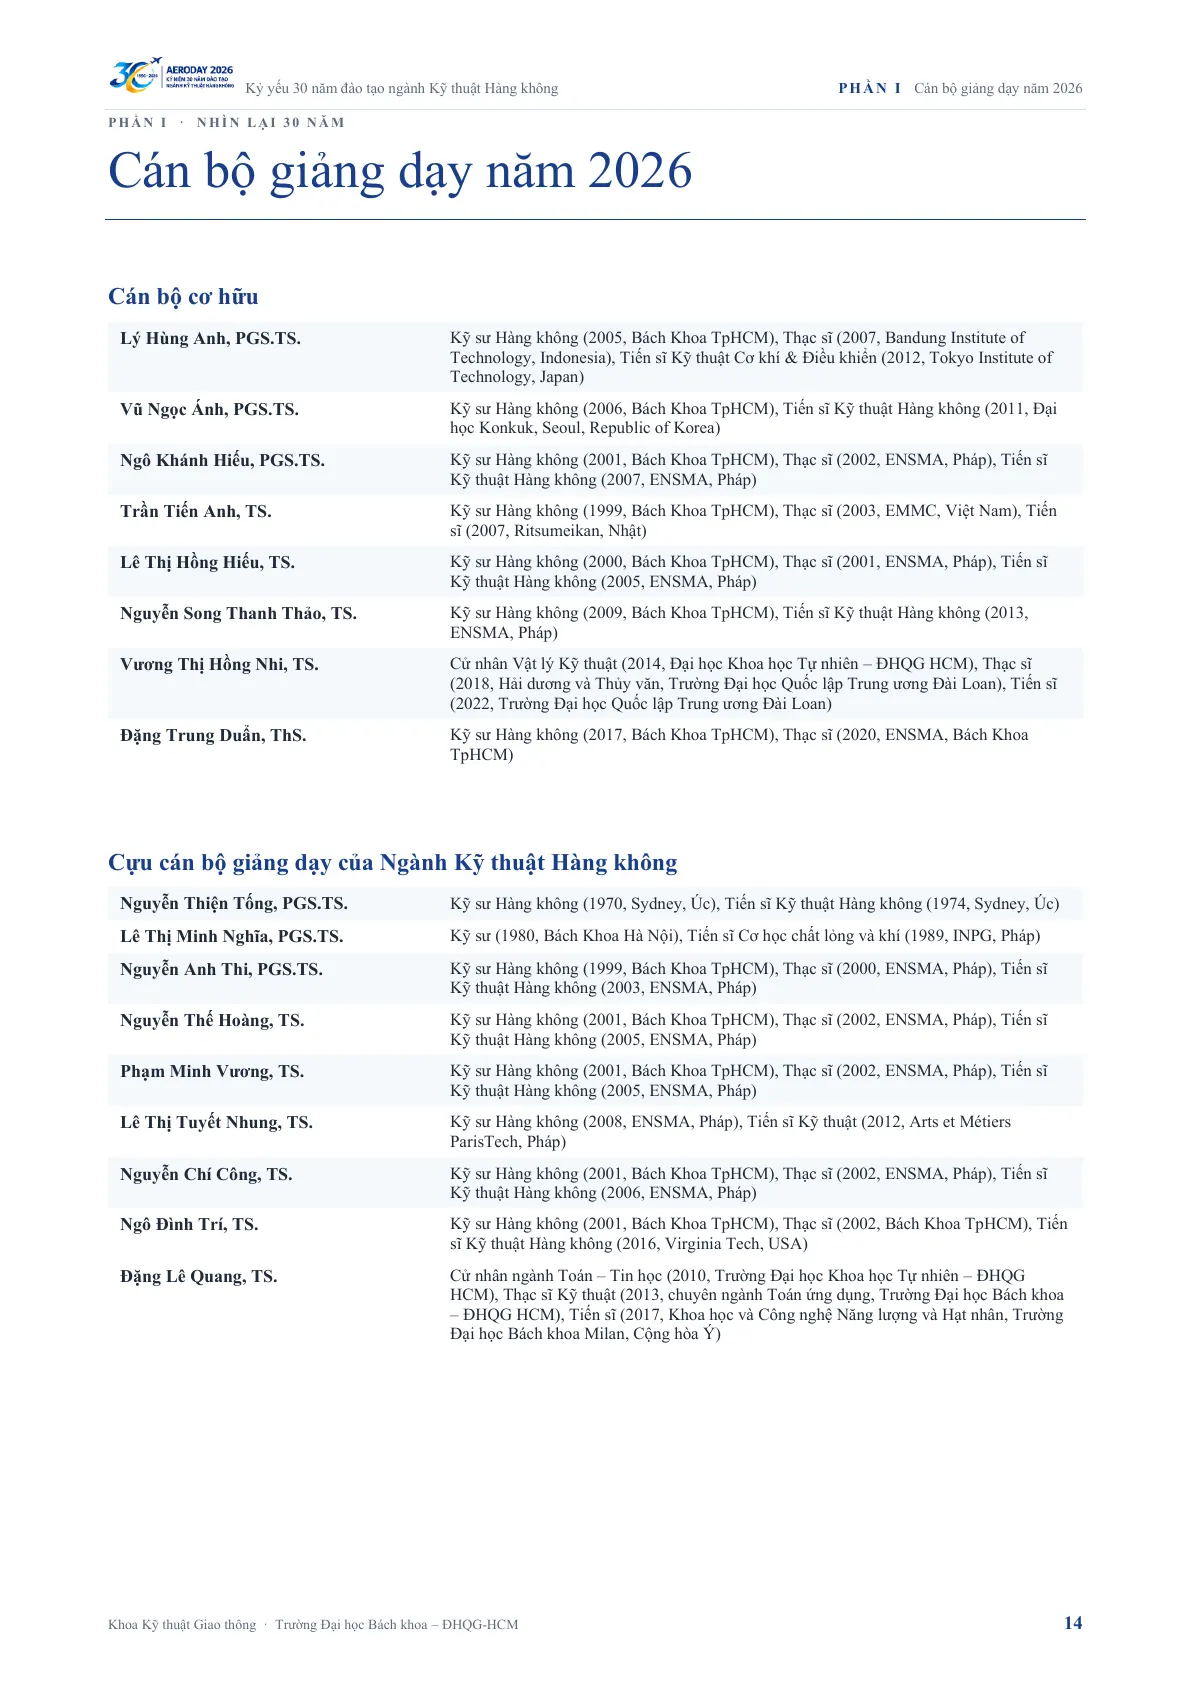 AERODAY 2026
KỶ NIỆM 30 NĂM ĐÀO TẠO
NGÀNH KỸ THUẬT HÀNG KHÔNG
Kỷ yếu 30 năm đào tạo ngành Kỹ thuật Hàng không
PHẦN I Cán bộ giảng dạy năm 2026
PHẦN I · NHÌN LẠI 30 NĂM
Cán bộ giảng dạy năm 2026
Cán bộ cơ hữu
Lý Hùng Anh, PGS.TS.
Kỹ sư Hàng không (2005, Bách Khoa TpHCM), Thạc sĩ (2007, Bandung Institute of
Technology, Indonesia), Tiến sĩ Kỹ thuật Cơ khí & Điều khiển (2012, Tokyo Institute of
Technology, Japan)
Vũ Ngọc Ánh, PGS.TS.
Kỹ sư Hàng không (2006, Bách Khoa TpHCM), Tiến sĩ Kỹ thuật Hàng không (2011, Đại
học Konkuk, Seoul, Republic of Korea)
Ngô Khánh Hiếu, PGS.TS.
Kỹ sư Hàng không (2001, Bách Khoa TpHCM), Thạc sĩ (2002, ENSMA, Pháp), Tiến sĩ
Kỹ thuật Hàng không (2007, ENSMA, Pháp)
Trần Tiến Anh, TS.
Kỹ sư Hàng không (1999, Bách Khoa TpHCM), Thạc sĩ (2003, EMMC, Việt Nam), Tiến
sĩ (2007, Ritsumeikan, Nhật)
Lê Thị Hồng Hiếu, TS.
Kỹ sư Hàng không (2000, Bách Khoa TpHCM), Thạc sĩ (2001, ENSMA, Pháp), Tiến sĩ
Kỹ thuật Hàng không (2005, ENSMA, Pháp)
Nguyễn Song Thanh Thảo, TS.
Kỹ sư Hàng không (2009, Bách Khoa TpHCM), Tiến sĩ Kỹ thuật Hàng không (2013,
ENSMA, Pháp)
Vương Thị Hồng Nhi, TS.
Cử nhân Vật lý Kỹ thuật (2014, Đại học Khoa học Tự nhiên – ĐHQG HCM), Thạc sĩ
(2018, Hải dương và Thủy văn, Trường Đại học Quốc lập Trung ương Đài Loan), Tiến sĩ
(2022, Trường Đại học Quốc lập Trung ương Đài Loan)
Đặng Trung Duẩn, ThS.
Kỹ sư Hàng không (2017, Bách Khoa TpHCM), Thạc sĩ (2020, ENSMA, Bách Khoa
TpHCM)
Cựu cán bộ giảng dạy của Ngành Kỹ thuật Hàng không
Nguyễn Thiện Tống, PGS.TS.
Kỹ sư Hàng không (1970, Sydney, Úc), Tiến sĩ Kỹ thuật Hàng không (1974, Sydney, Úc)
Lê Thị Minh Nghĩa, PGS.TS.
Kỹ sư (1980, Bách Khoa Hà Nội), Tiến sĩ Cơ học chất lỏng và khí (1989, INPG, Pháp)
Nguyễn Anh Thi, PGS.TS.
Kỹ sư Hàng không (1999, Bách Khoa TpHCM), Thạc sĩ (2000, ENSMA, Pháp), Tiến sĩ
Kỹ thuật Hàng không (2003, ENSMA, Pháp)
Nguyễn Thế Hoàng, TS.
Kỹ sư Hàng không (2001, Bách Khoa TpHCM), Thạc sĩ (2002, ENSMA, Pháp), Tiến sĩ
Kỹ thuật Hàng không (2005, ENSMA, Pháp)
Phạm Minh Vương, TS.
Kỹ sư Hàng không (2001, Bách Khoa TpHCM), Thạc sĩ (2002, ENSMA, Pháp), Tiến sĩ
Kỹ thuật Hàng không (2005, ENSMA, Pháp)
Lê Thị Tuyết Nhung, TS.
Kỹ sư Hàng không (2008, ENSMA, Pháp), Tiến sĩ Kỹ thuật (2012, Arts et Métiers
ParisTech, Pháp)
Nguyễn Chí Công, TS.
Kỹ sư Hàng không (2001, Bách Khoa TpHCM), Thạc sĩ (2002, ENSMA, Pháp), Tiến sĩ
Kỹ thuật Hàng không (2006, ENSMA, Pháp)
Ngô Đình Trí, TS.
Kỹ sư Hàng không (2001, Bách Khoa TpHCM), Thạc sĩ (2002, Bách Khoa TpHCM), Tiến
sĩ Kỹ thuật Hàng không (2016, Virginia Tech, USA)
Đặng Lê Quang, TS.
Cử nhân ngành Toán – Tin học (2010, Trường Đại học Khoa học Tự nhiên – ĐHQG
HCM), Thạc sĩ Kỹ thuật (2013, chuyên ngành Toán ứng dụng, Trường Đại học Bách khoa
– ĐHQG HCM), Tiến sĩ (2017, Khoa học và Công nghệ Năng lượng và Hạt nhân, Trường
Đại học Bách khoa Milan, Cộng hòa Ý)
Khoa Kỹ thuật Giao thông · Trường Đại học Bách khoa – ĐHQG-HCM
14